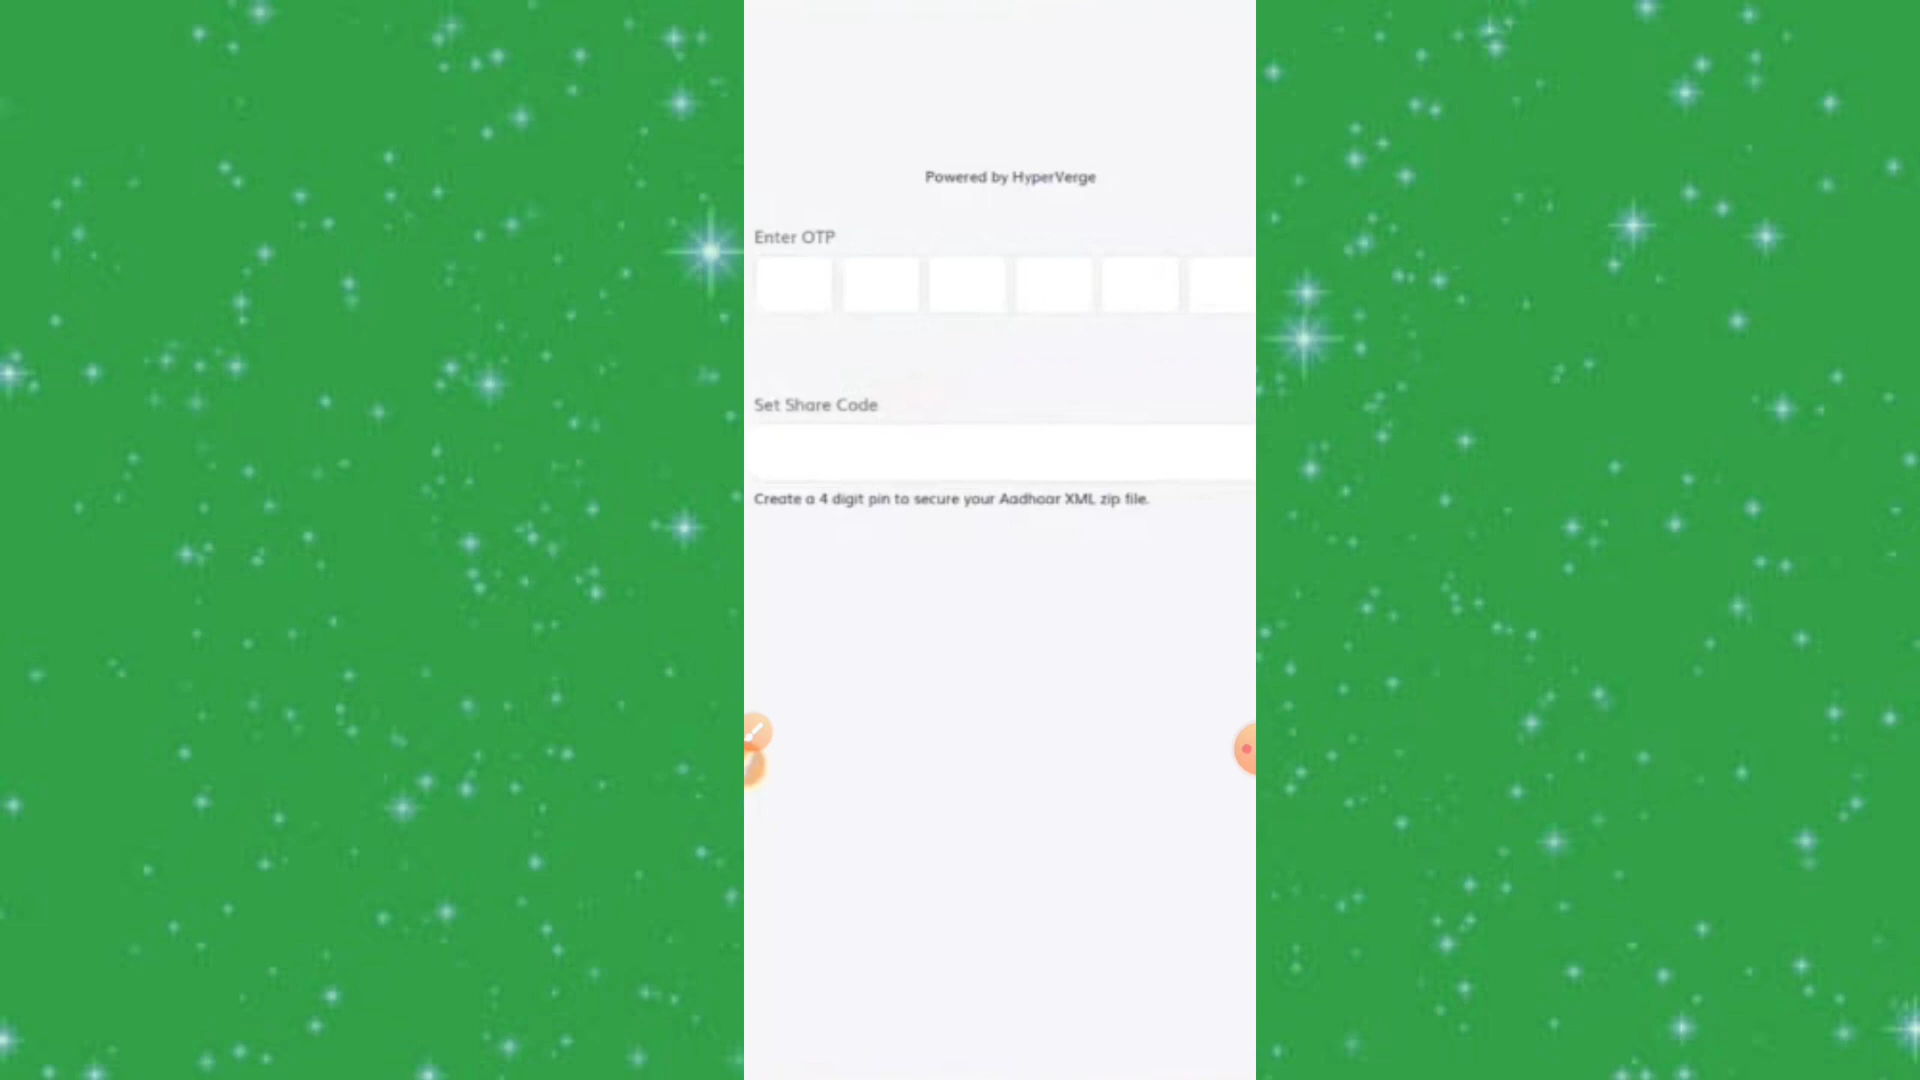 Powered by HyperVerge
Enter OTP
Set Share Code
Create a 4 digit pin to secure your Aadhaar XML zip file.